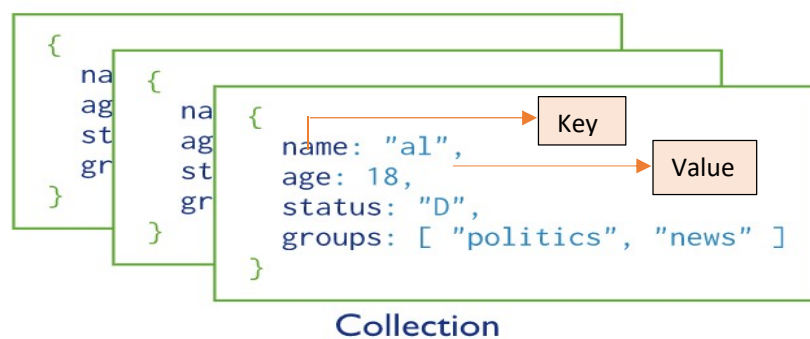 {
na
ag
st
gr
}
{
na
ag
st
gr
}
{
name: "al",
age: 18,
status: "D",
groups: [ "politics", "news" ]
}
Key
Value
Collection